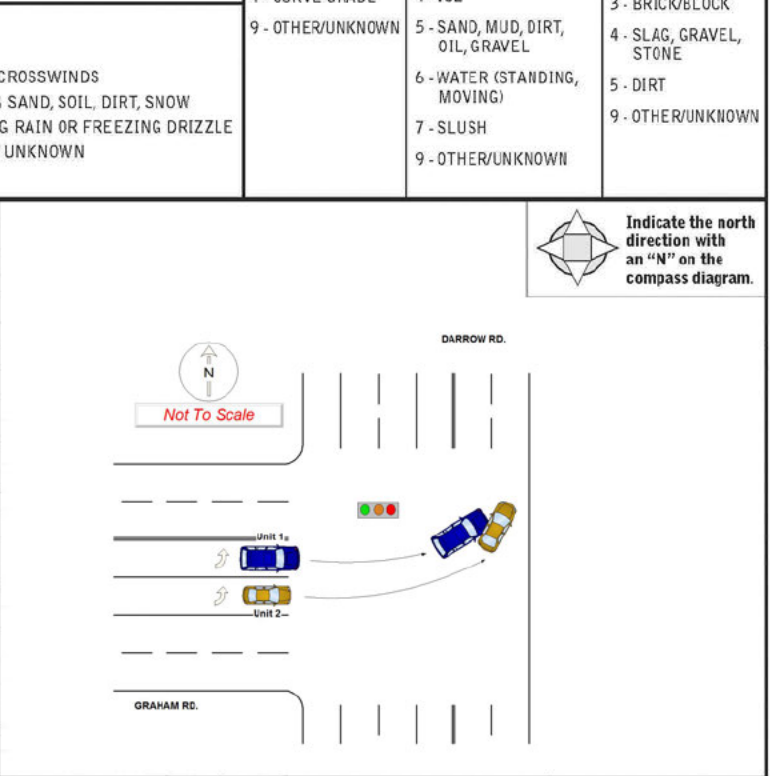 9 - OTHER/UNKNOWN
5 - SAND, MUD, DIRT,
OIL, GRAVEL
6 - WATER (STANDING,
MOVING)
7 - SLUSH
9 - OTHER/UNKNOWN
3 - BRICK/BLOCK
4 - SLAG, GRAVEL,
STONE
5 - DIRT
9 - OTHER/UNKNOWN
CROSSWINDS
SAND, SOIL, DIRT, SNOW
G RAIN OR FREEZING DRIZZLE
UNKNOWN
Indicate the north
direction with
an “N” on the
compass diagram.
DARROW RD.
N
Not To Scale
Unit 1
Unit 2
GRAHAM RD.